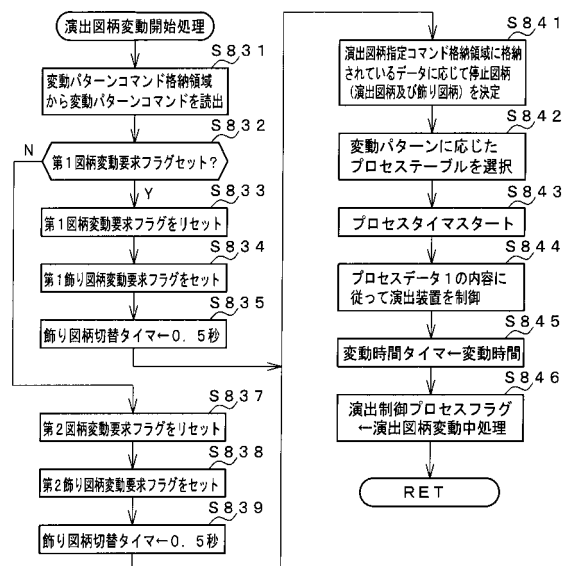 演出図柄変動開始処理
S831
変動パターンコマンド格納領域
から変動パターンコマンドを読出
S832
第1図柄変動要求フラグセット?
N
Y
S833
第1図柄変動要求フラグをリセット
S834
第1飾り図柄変動要求フラグをセット
S835
飾り図柄切替タイマ←0.5秒
S837
第2図柄変動要求フラグをリセット
S838
第2飾り図柄変動要求フラグをセット
S839
飾り図柄切替タイマ←0.5秒
S841
演出図柄指定コマンド格納領域に格納
されているデータに応じて停止図柄
(演出図柄及び飾り図柄)を決定
S842
変動パターンに応じた
プロセステーブルを選択
S843
プロセスタイマスタート
S844
プロセスデータ1の内容に
従って演出装置を制御
S845
変動時間タイマ←変動時間
S846
演出制御プロセスフラグ
←演出図柄変動中処理
RET